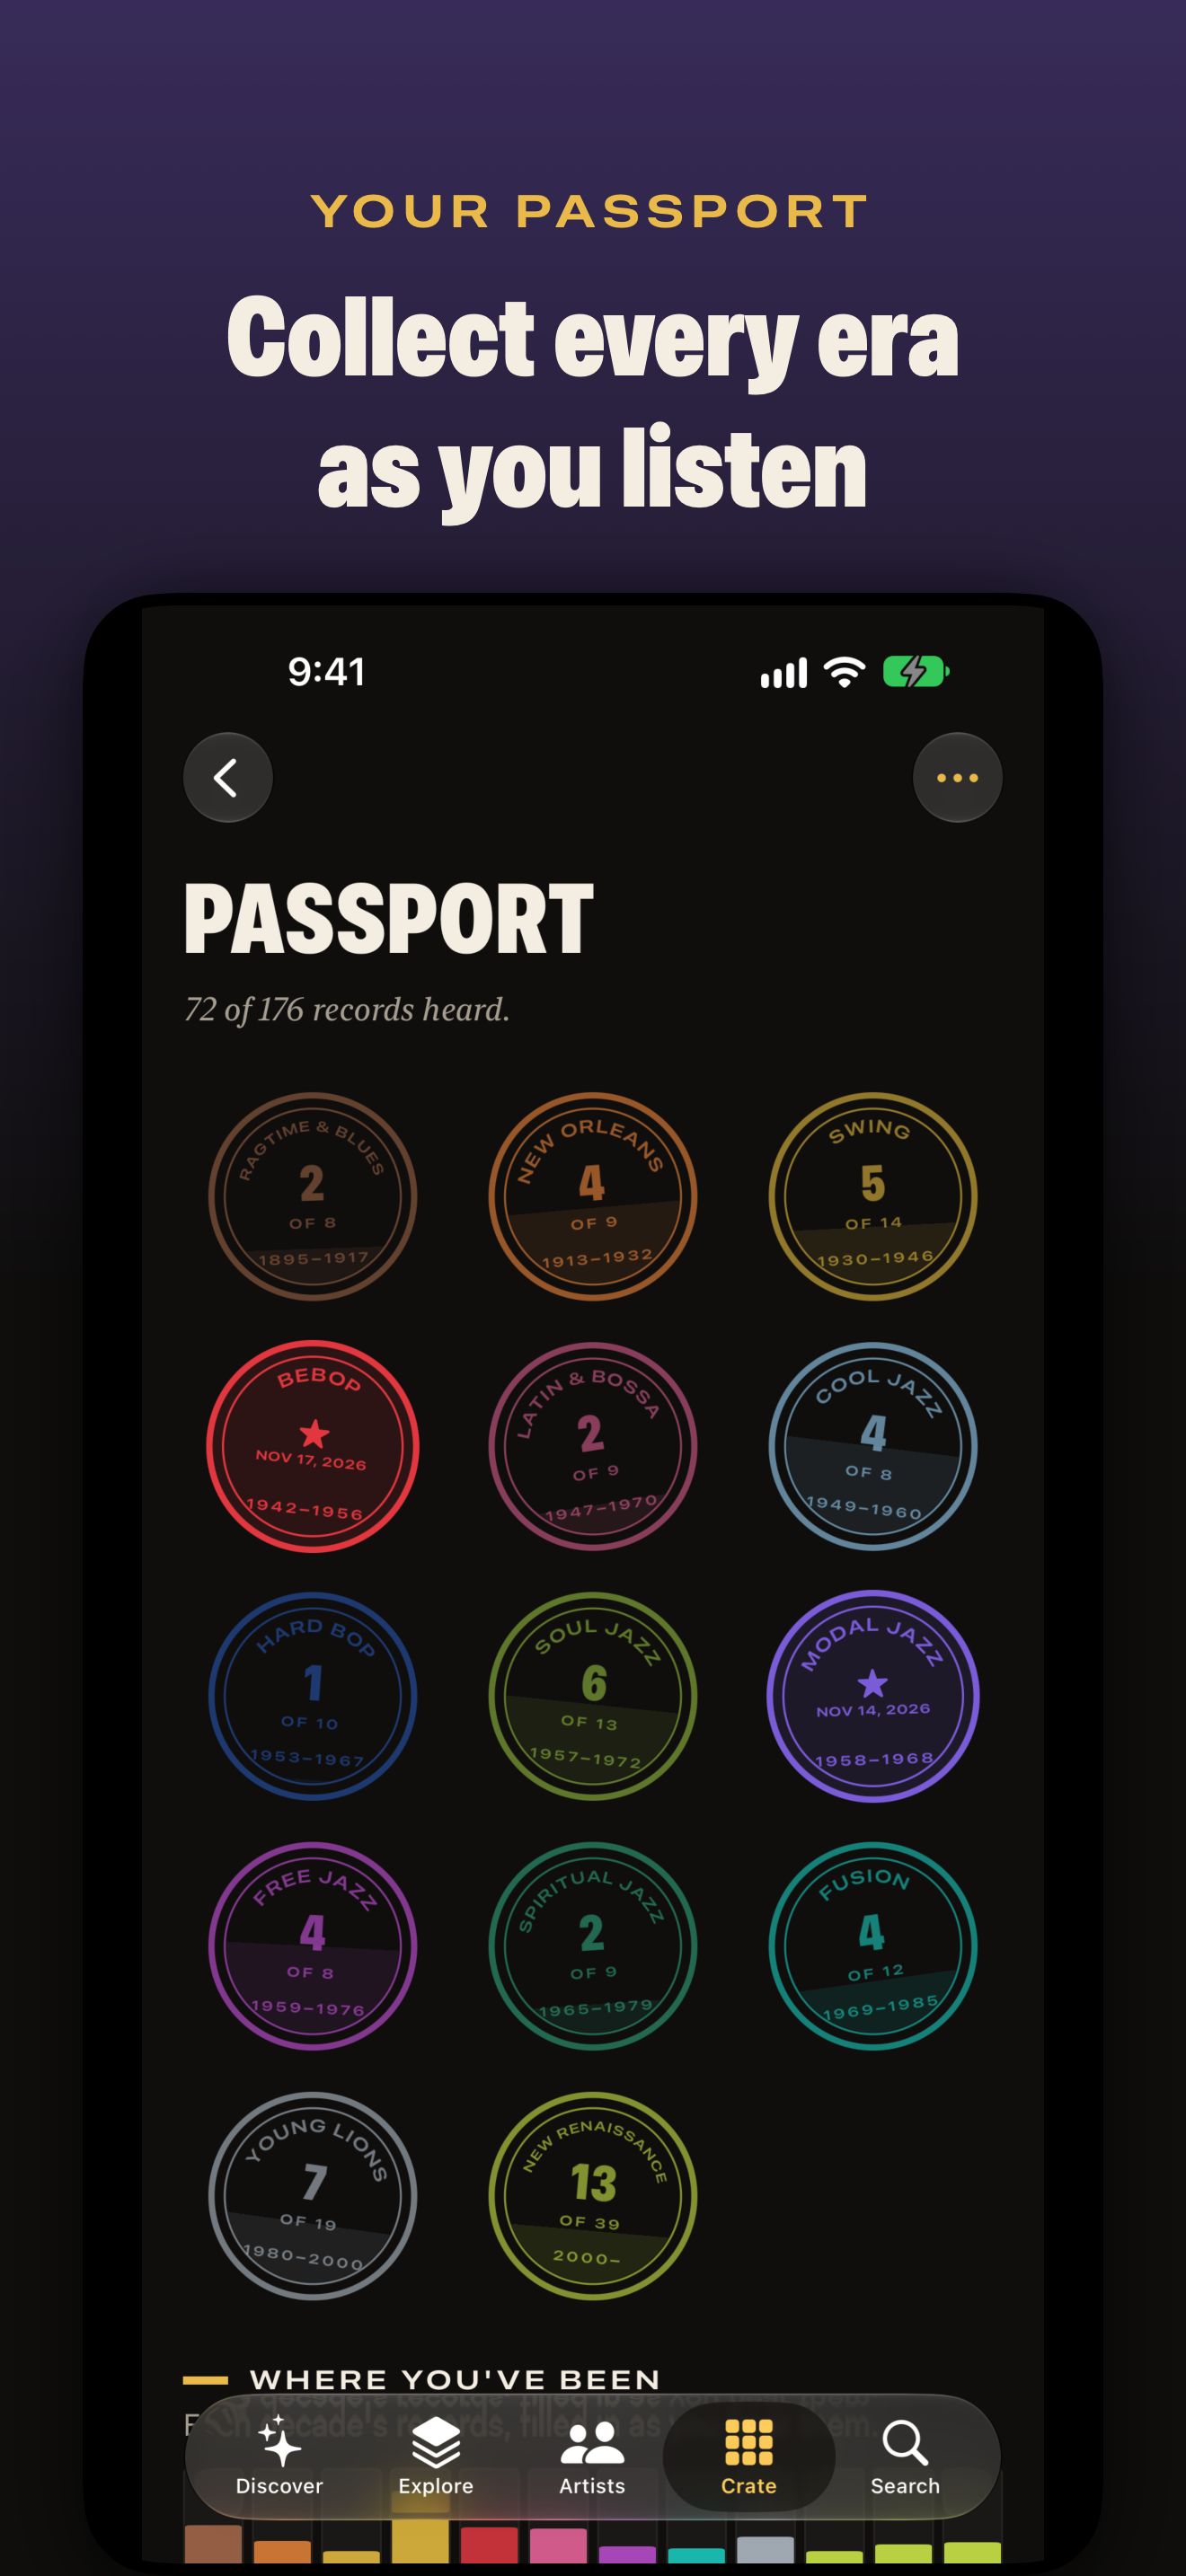 YOUR PASSPORT
Collect every era
as you listen
9:41
PASSPORT
72 of 176 records heard.
RAGTIME & BLUES
2
OF 8
1895–1917
NEW ORLEANS
4
OF 9
1913–1932
SWING
5
OF 14
1930–1946
BEBOP
NOV 17, 2026
1942–1956
LATIN & BOSSA
2
OF 9
1947–1970
COOL JAZZ
4
OF 8
1949–1960
HARD BOP
1
OF 10
1953–1967
SOUL JAZZ
6
OF 13
1957–1972
MODAL JAZZ
NOV 14, 2026
1958–1968
FREE JAZZ
4
OF 8
1959–1976
SPIRITUAL JAZZ
2
OF 9
1965–1979
FUSION
4
OF 12
1969–1985
YOUNG LIONS
7
OF 19
1980–2000
NEW RENAISSANCE
13
OF 39
2000–
WHERE YOU'VE BEEN
decade's records, filled in as
Discover
Explore
Artists
Crate
Search